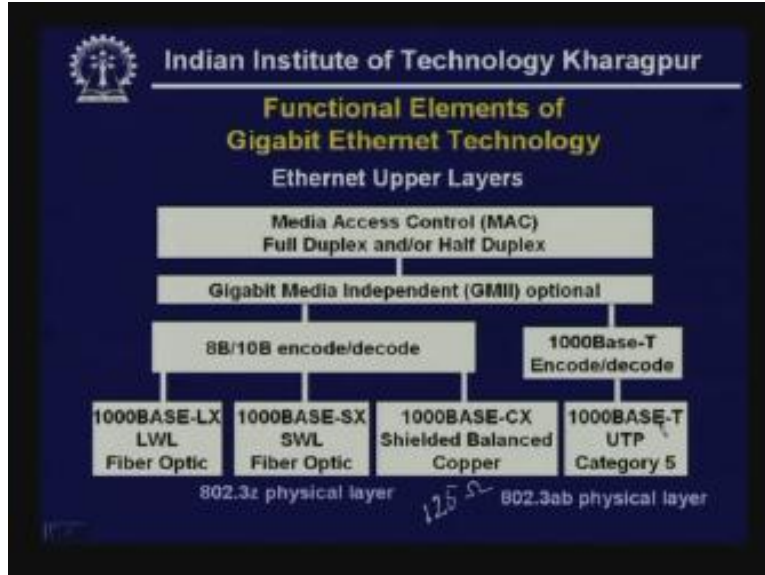 Indian Institute of Technology Kharagpur
Functional Elements of
Gigabit Ethernet Technology
Ethernet Upper Layers
Media Access Control (MAC)
Full Duplex and/or Half Duplex
Gigabit Media Independent (GMII) optional
8B/10B encode/decode
1000Base-T
Encode/decode
1000BASE-LX
LWL
Fiber Optic
1000BASE-SX
SWL
Fiber Optic
1000BASE-CX
Shielded Balanced
Copper
1000BASE-T
UTP
Category 5
802.3z physical layer
125 Ω
802.3ab physical layer